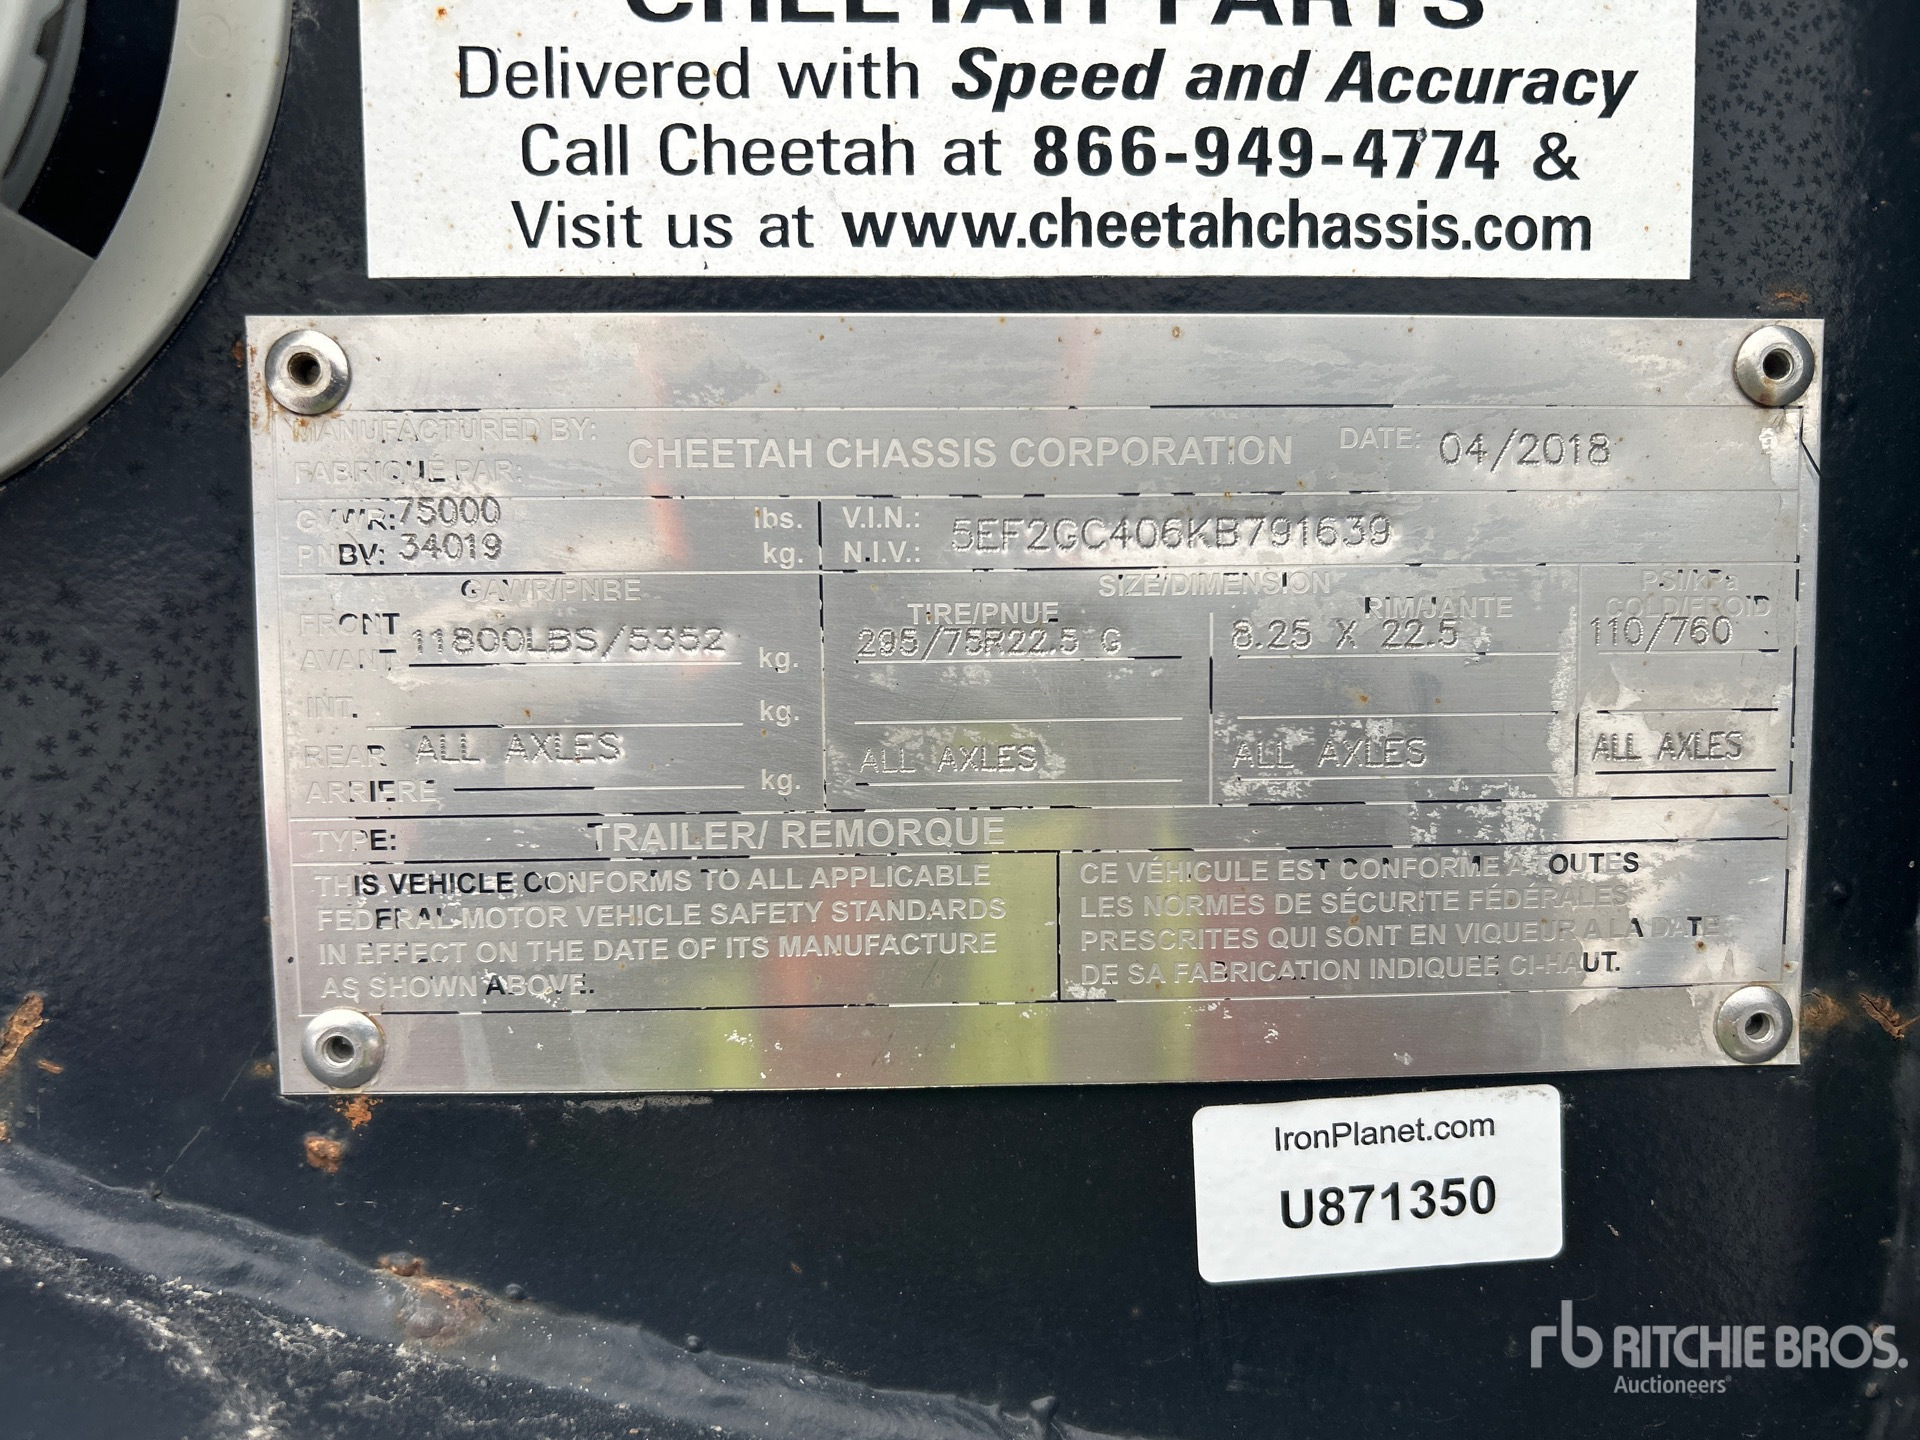 CHEETAH PARTS
Delivered with Speed and Accuracy
Call Cheetah at 866-949-4774 &
Visit us at www.cheetahchassis.com
MANUFACTURED BY:
FABRIQUÉ PAR:
CHEETAH CHASSIS CORPORATION
DATE: 04/2018
GVWR: 75000 lbs.
PNBV: 34019 kg.
V.I.N.:
N.I.V.:
5EF2GC406KB791639
GAWR/PNBE
SIZE/DIMENSION
TIRE/PNUE
RIM/JANTE
PSI/kPa
COLD/FROID
FRONT
AVANT 11800LBS/5352 kg.
295/75R22.5 G
8.25 X 22.5
110/760
INT. kg.
REAR ALL AXLES
ARRIERE kg.
ALL AXLES
ALL AXLES
ALL AXLES
TYPE: TRAILER/ REMORQUE
THIS VEHICLE CONFORMS TO ALL APPLICABLE
FEDERAL MOTOR VEHICLE SAFETY STANDARDS
IN EFFECT ON THE DATE OF ITS MANUFACTURE
AS SHOWN ABOVE.
CE VÉHICULE EST CONFORME A TOUTES
LES NORMES DE SÉCURITE FÉDÉRALES
PRESCRITES QUI SONT EN VIQUEUR A LA DATE
DE SA FABRICATION INDIQUEE CI-HAUT.
IronPlanet.com
U871350
rb RITCHIE BROS.
Auctioneers